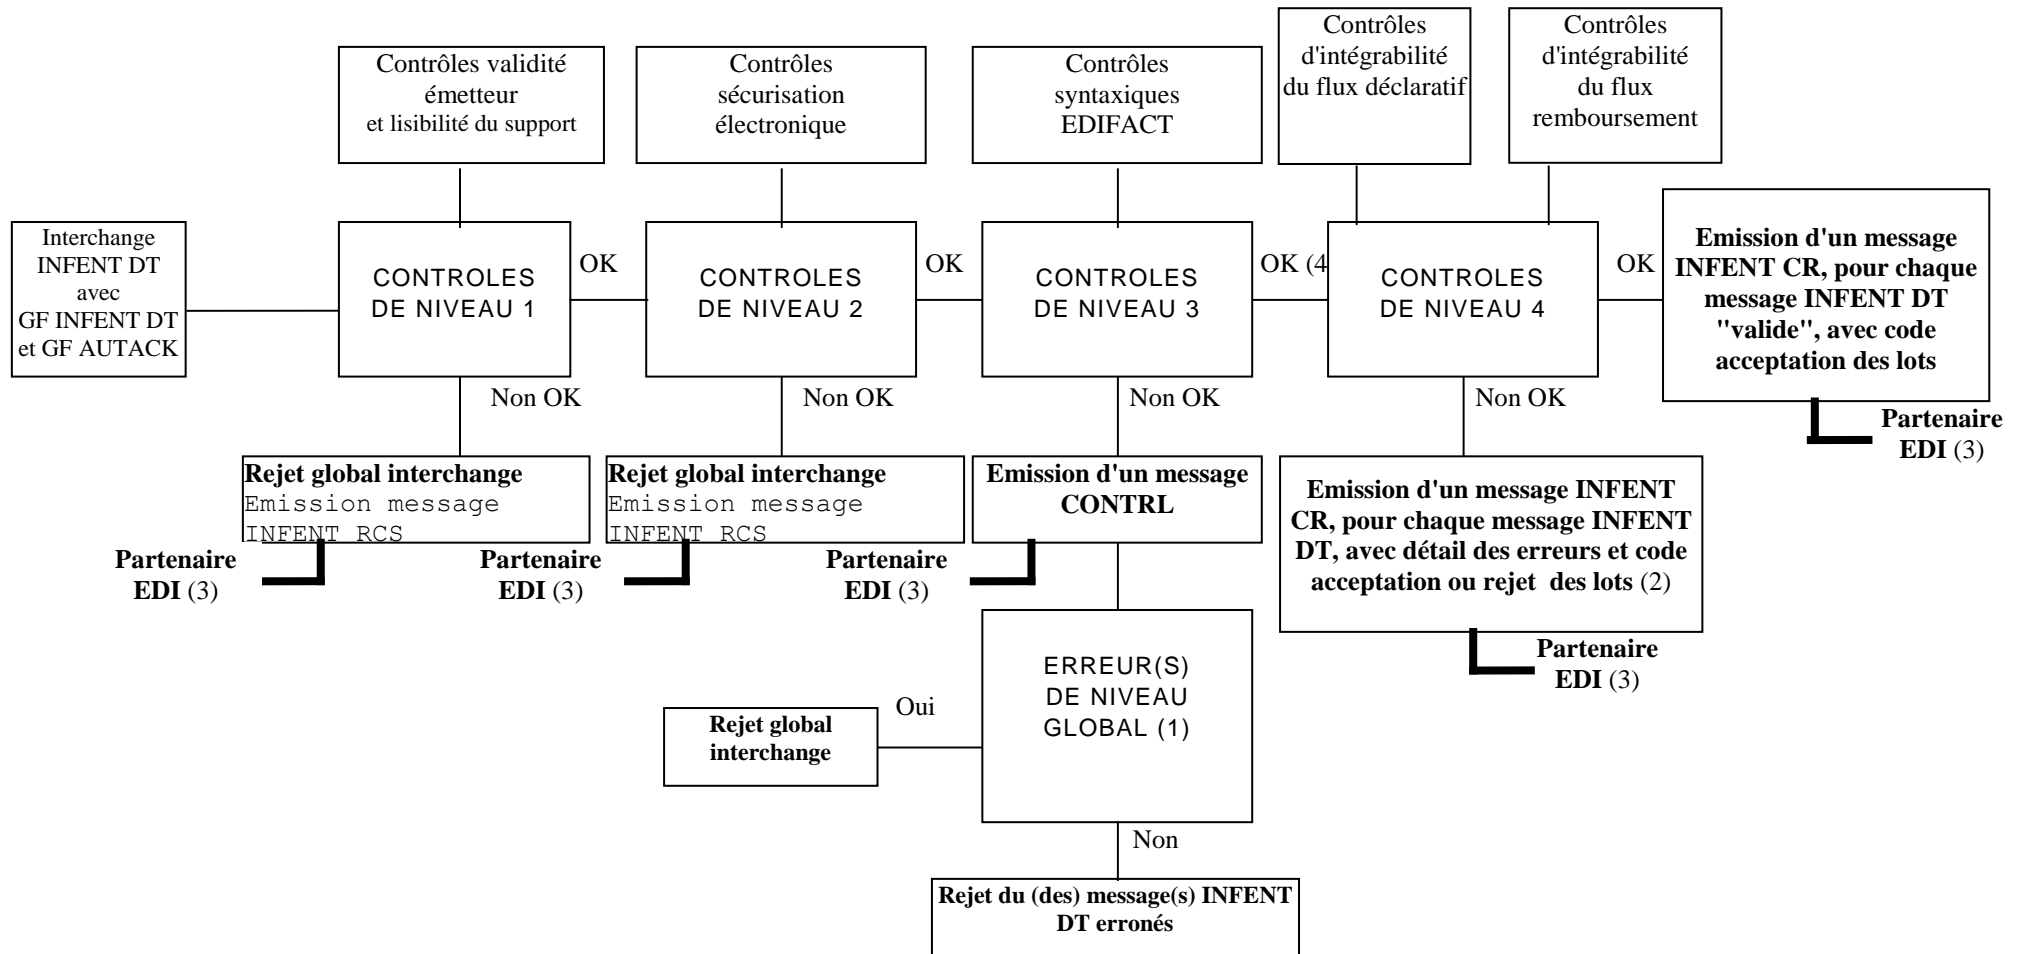 Contrôles validité
émetteur
et lisibilité du support
Contrôles
sécurisation
électronique
Contrôles
syntaxiques
EDIFACT
Contrôles
d'intégrabilité
du flux déclaratif
Contrôles
d'intégrabilité
du flux
remboursement
Interchange
INFENT DT
avec
GF INFENT DT
et GF AUTACK
CONTROLES
DE NIVEAU 1
OK
CONTROLES
DE NIVEAU 2
OK
CONTROLES
DE NIVEAU 3
OK (4
CONTROLES
DE NIVEAU 4
OK
Emission d'un message
INFENT CR, pour chaque
message INFENT DT
"valide", avec code
acceptation des lots
Partenaire
EDI (3)
Non OK
Non OK
Non OK
Non OK
Rejet global interchange
Emission message
INFENT RCS
Partenaire
EDI (3)
Rejet global interchange
Emission message
INFENT RCS
Partenaire
EDI (3)
Emission d'un message
CONTRL
Partenaire
EDI (3)
Emission d'un message INFENT
CR, pour chaque message INFENT
DT, avec détail des erreurs et code
acceptation ou rejet des lots (2)
Partenaire
EDI (3)
ERREUR(S)
DE NIVEAU
GLOBAL (1)
Oui
Rejet global
interchange
Non
Rejet du (des) message(s) INFENT
DT erronés